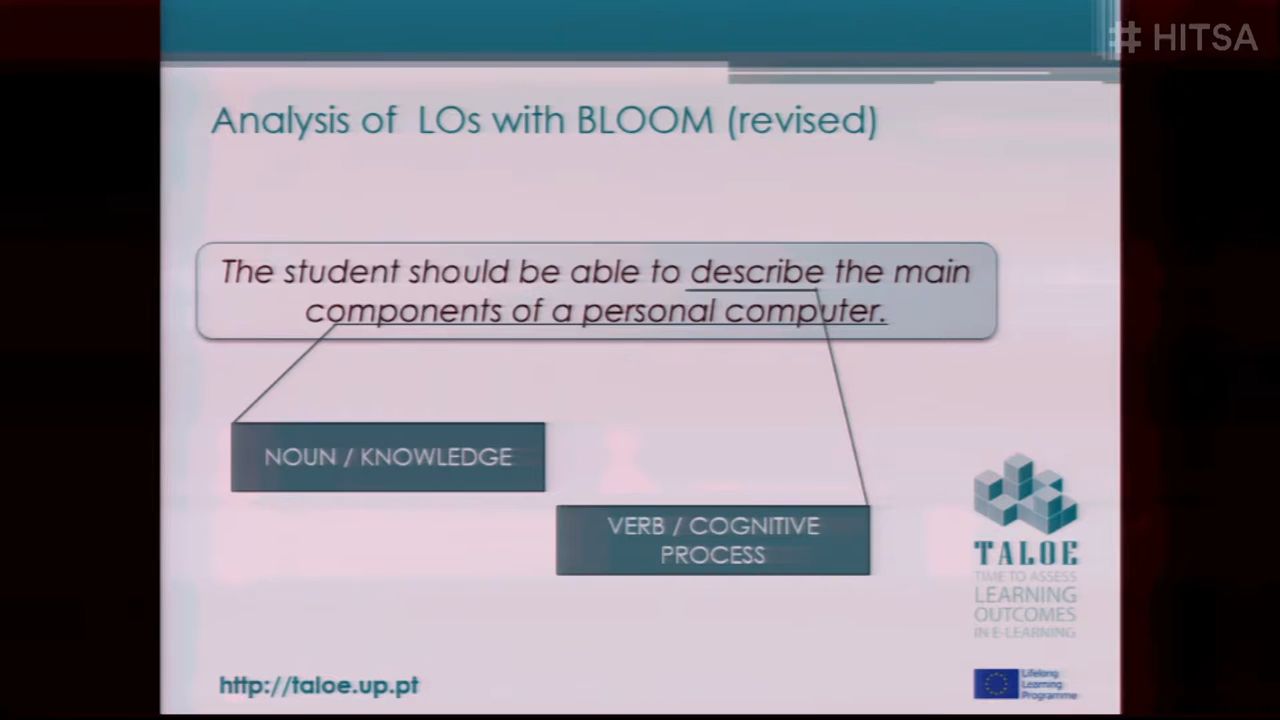 # HITSA
Analysis of LOs with BLOOM (revised)
The student should be able to describe the main
components of a personal computer.
NOUN / KNOWLEDGE
VERB / COGNITIVE
PROCESS
TALOE
TIME TO ASSESS
LEARNING
OUTCOMES
IN E-LEARNING
http://taloe.up.pt
Lifelong
Learning
Programme